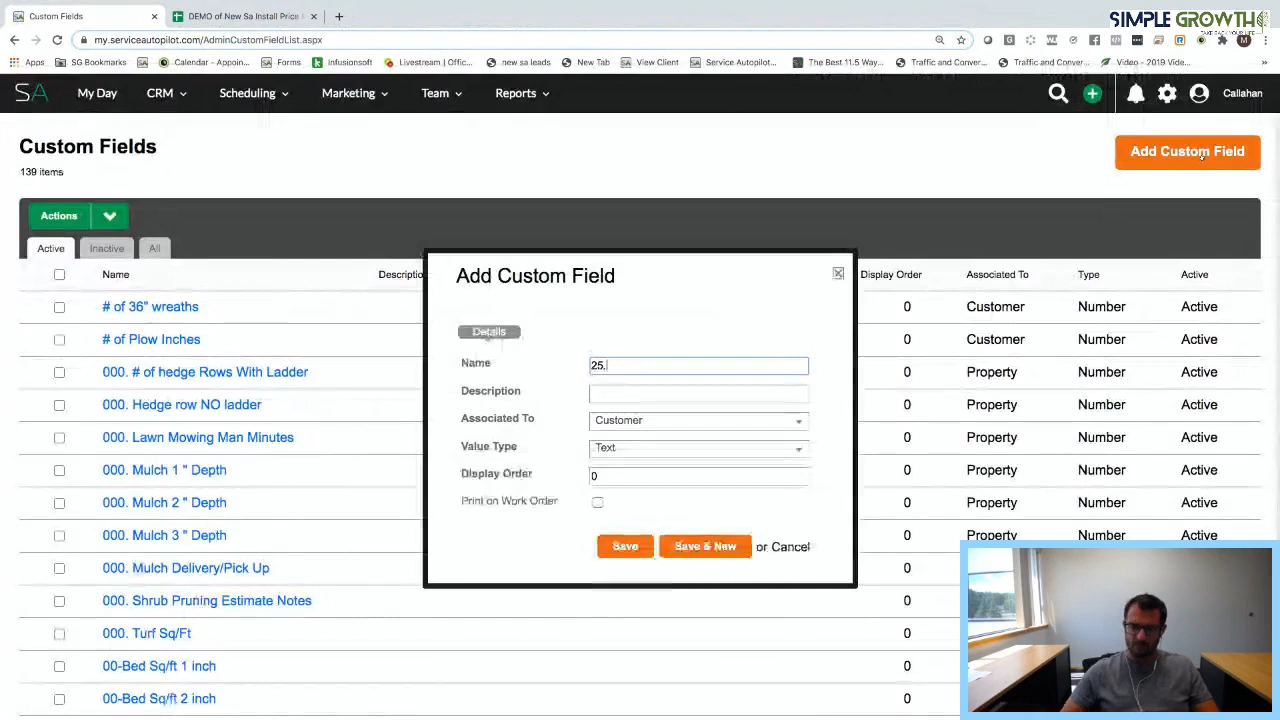 Custom Fields
DEMO of New Sa Install Price
SIMPLE GROWTH
TAKE BACK YOUR LIFE
my.serviceautopilot.com/AdminCustomFieldList.aspx
Apps SG Bookmarks Calendar - Appoin... Forms Infusionsoft Livestream | Offic... new sa leads New Tab View Client Service Autopilot... The Best 11.5 Way... Traffic and Conver... Traffic and Conver... Video - 2019 Vide... »
SA My Day CRM Scheduling Marketing Team Reports Callahan
Custom Fields
139 items
Add Custom Field
Actions
Active Inactive All
Name Descriptio Display Order Associated To Type Active
# of 36" wreaths 0 Customer Number Active
# of Plow Inches 0 Customer Number Active
000. # of hedge Rows With Ladder 0 Property Number Active
000. Hedge row NO ladder 0 Property Number Active
000. Lawn Mowing Man Minutes 0 Property Number Active
000. Mulch 1 " Depth 0 Property Number Active
000. Mulch 2 " Depth 0 Property Number Active
000. Mulch 3 " Depth 0 Property Number Active
000. Mulch Delivery/Pick Up 0
000. Shrub Pruning Estimate Notes 0
000. Turf Sq/Ft 0
00-Bed Sq/ft 1 inch 0
00-Bed Sq/ft 2 inch 0
Add Custom Field
Details
Name 25.
Description
Associated To Customer
Value Type Text
Display Order 0
Print on Work Order
Save Save & New or Cancel